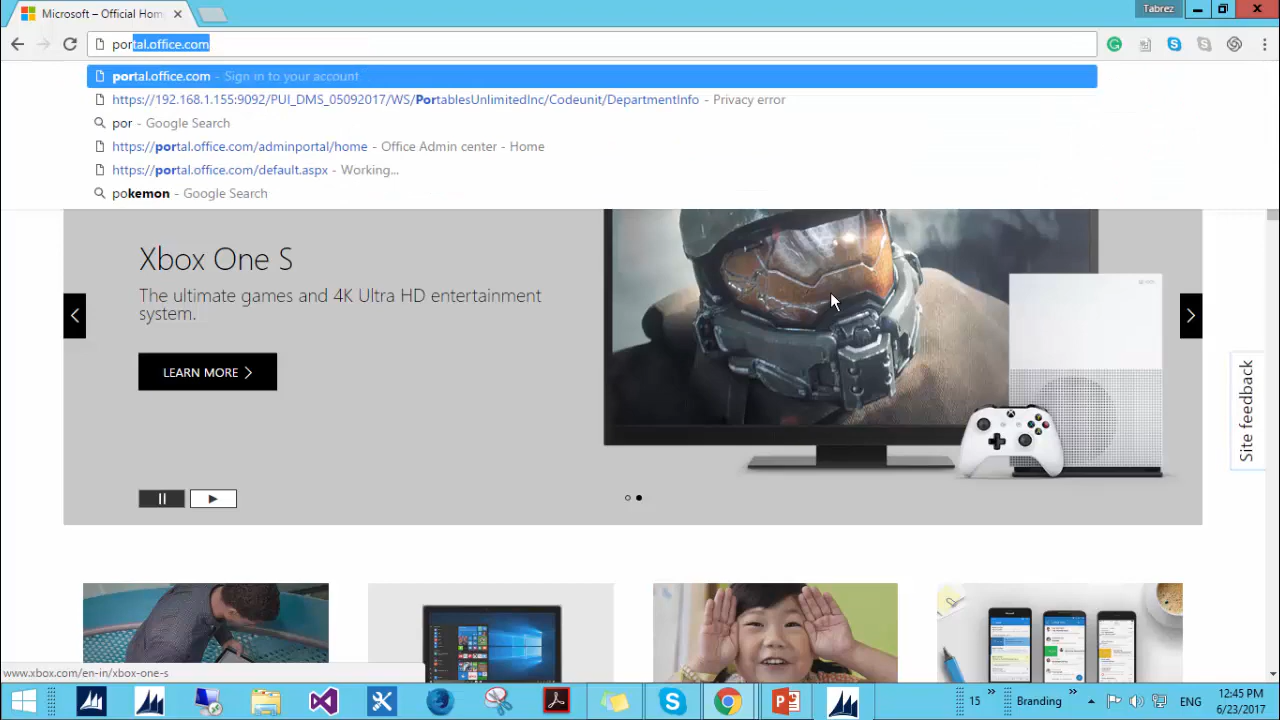 Microsoft – Official Hom
Tabrez
portal.office.com
portal.office.com - Sign in to your account
https://192.168.1.155:9092/PUI_DMS_05092017/WS/PortablesUnlimitedInc/Codeunit/DepartmentInfo - Privacy error
por - Google Search
https://portal.office.com/adminportal/home - Office Admin center - Home
https://portal.office.com/default.aspx - Working...
pokemon - Google Search
Xbox One S
The ultimate games and 4K Ultra HD entertainment
system.
LEARN MORE
Site feedback
www.xbox.com/en-in/xbox-one-s
15
Branding
ENG
12:45 PM
6/23/2017